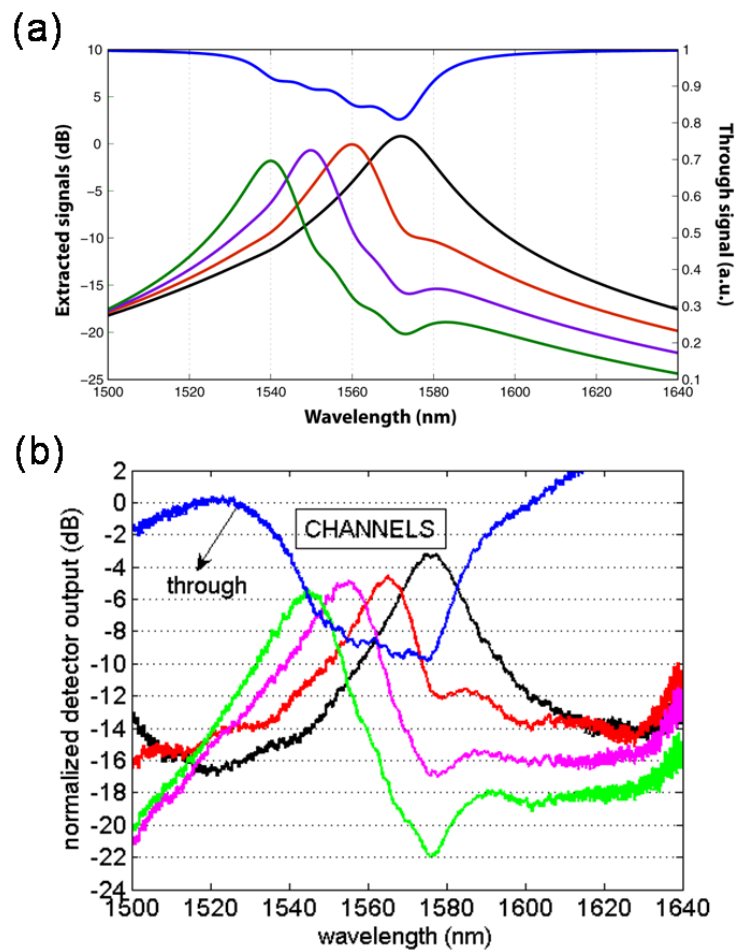 (a)
10
5
0
-5
-10
-15
-20
-25
Extracted signals (dB)
1
0.9
0.8
0.7
0.6
0.5
0.4
0.3
0.2
0.1
Through signal (a.u.)
1500 1520 1540 1560 1580 1600 1620 1640
Wavelength (nm)
(b)
2
0
-2
-4
-6
-8
-10
-12
-14
-16
-18
-20
-22
-24
normalized detector output (dB)
CHANNELS
through
1500 1520 1540 1560 1580 1600 1620 1640
wavelength (nm)